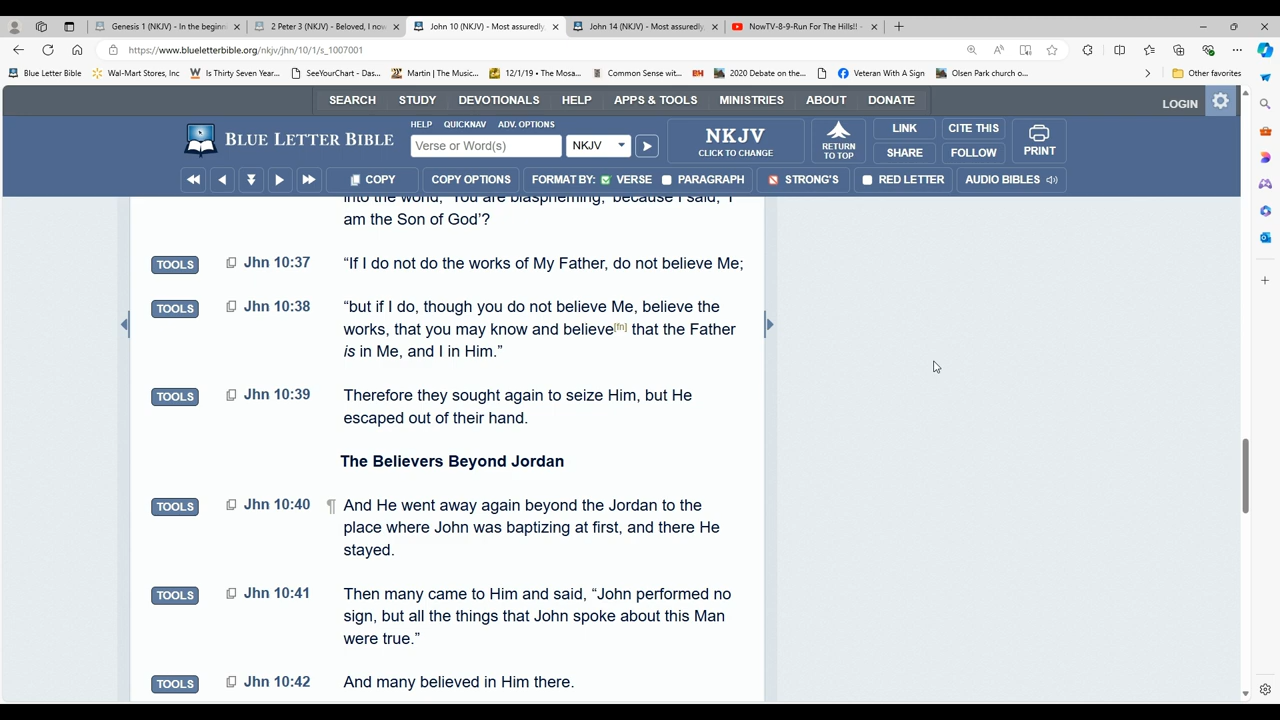 Genesis 1 (NKJV) - In the beginn
2 Peter 3 (NKJV) - Beloved, I now
John 10 (NKJV) - Most assuredly,
John 14 (NKJV) - Most assuredly,
NowTV-8-9-Run For The Hills!! -
https://www.blueletterbible.org/nkjv/jhn/10/1/s_1007001
Blue Letter Bible
Wal-Mart Stores, Inc
Is Thirty Seven Year...
SeeYourChart - Das...
Martin | The Music...
12/1/19 • The Mosa...
Common Sense wit...
2020 Debate on the...
Veteran With A Sign
Olsen Park church o...
Other favorites
SEARCH STUDY DEVOTIONALS HELP APPS & TOOLS MINISTRIES ABOUT DONATE
LOGIN
BLUE LETTER BIBLE
HELP QUICKNAV ADV. OPTIONS
Verse or Word(s)
NKJV
NKJV
CLICK TO CHANGE
RETURN
TO TOP
LINK
CITE THIS
SHARE
FOLLOW
PRINT
COPY
COPY OPTIONS
FORMAT BY: VERSE PARAGRAPH
STRONG'S
RED LETTER
AUDIO BIBLES
into the world, ‘You are blaspheming,’ because I said, ‘I
am the Son of God’?
TOOLS
Jhn 10:37
“If I do not do the works of My Father, do not believe Me;
TOOLS
Jhn 10:38
“but if I do, though you do not believe Me, believe the
works, that you may know and believe[fn] that the Father
is in Me, and I in Him.”
TOOLS
Jhn 10:39
Therefore they sought again to seize Him, but He
escaped out of their hand.
The Believers Beyond Jordan
TOOLS
Jhn 10:40
¶ And He went away again beyond the Jordan to the
place where John was baptizing at first, and there He
stayed.
TOOLS
Jhn 10:41
Then many came to Him and said, “John performed no
sign, but all the things that John spoke about this Man
were true.”
TOOLS
Jhn 10:42
And many believed in Him there.